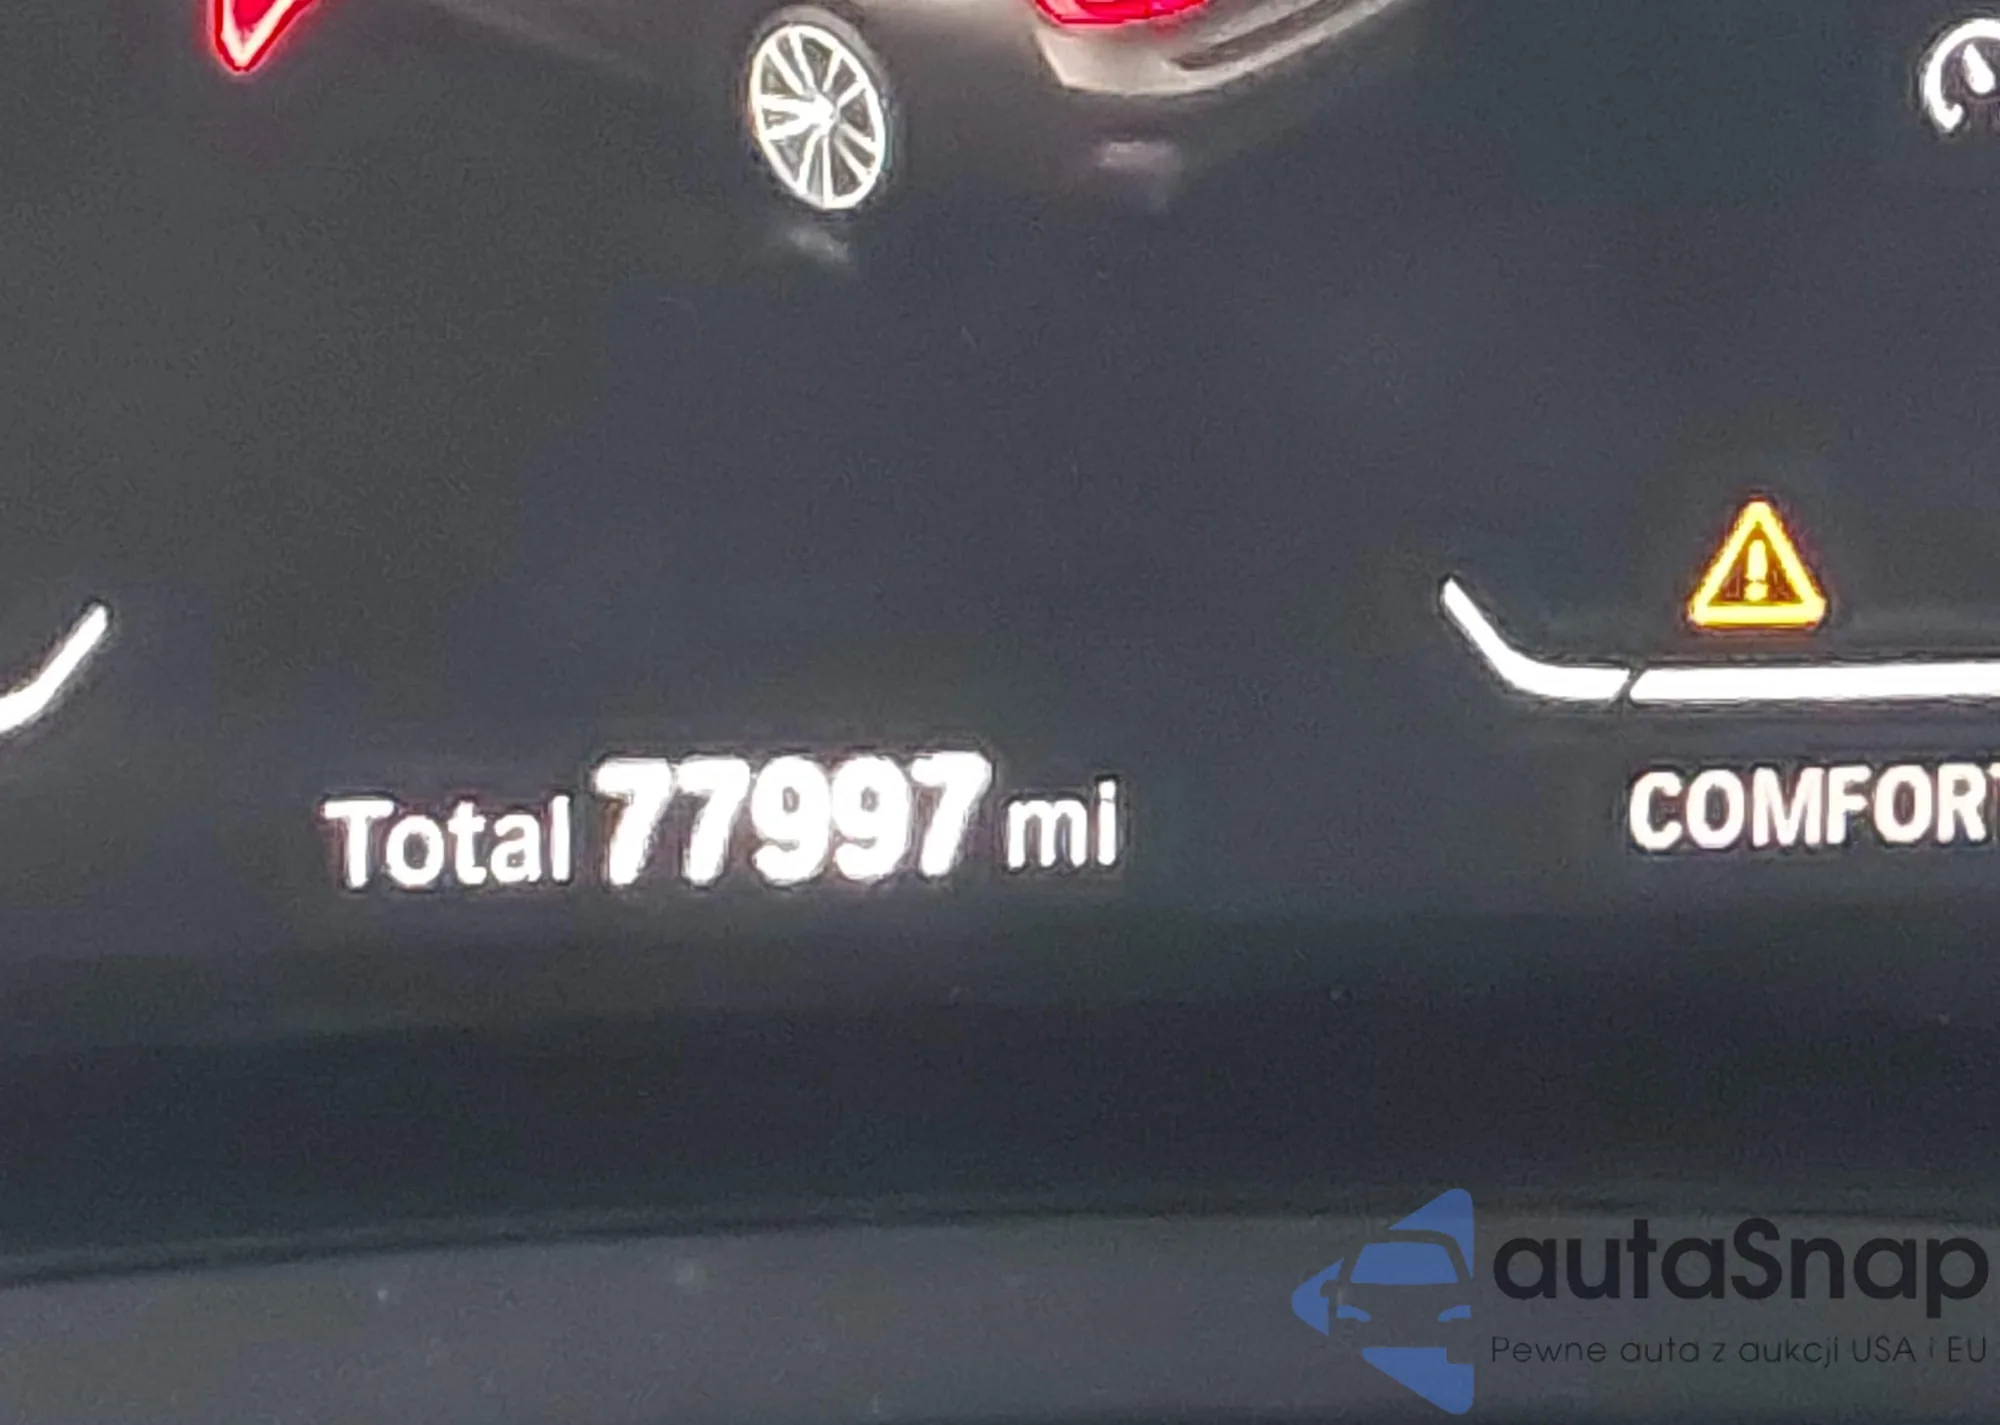 Total 77997 mi
COMFORT
autaSnap
Pewne auta z aukcji USA i EU